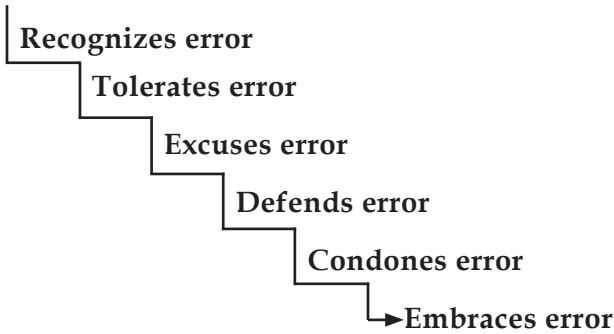 Recognizes error
Tolerates error
Excuses error
Defends error
Condones error
Embraces error